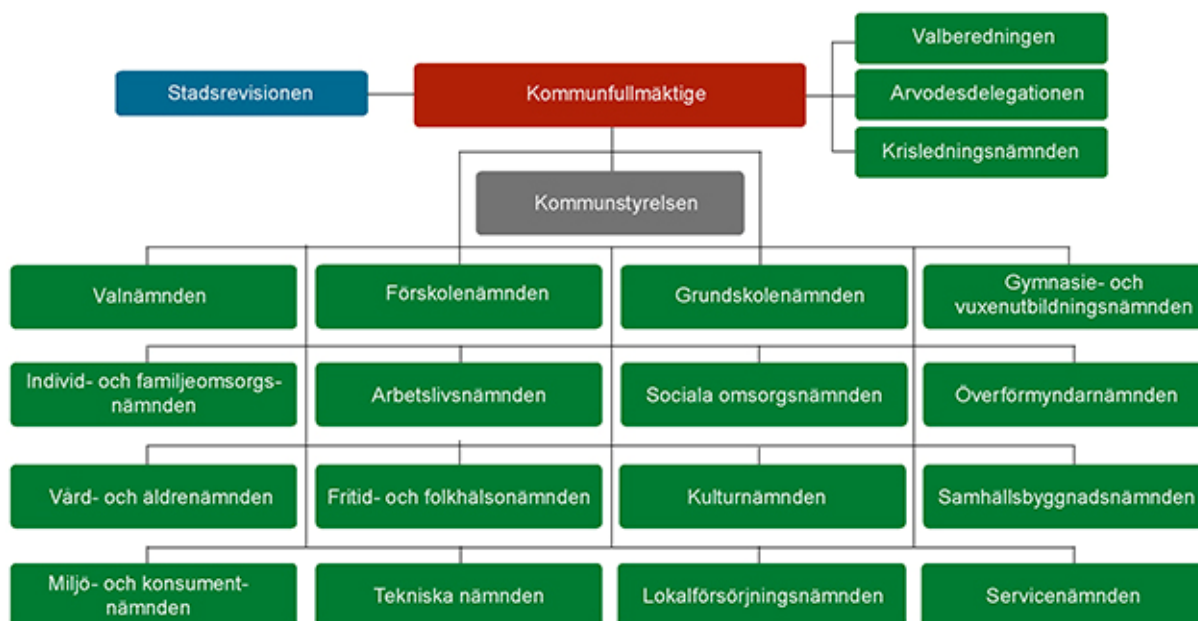 Valberedningen
Stadsrevisionen
Kommunfullmäktige
Arvodesdelegationen
Krisledningsnämnden
Kommunstyrelsen
Valnämnden
Förskolenämnden
Grundskolenämnden
Gymnasie- och
vuxenutbildningsnämnden
Individ- och familjeomsorgs-
nämnden
Arbetslivsnämnden
Sociala omsorgsnämnden
Överförmyndarnämnden
Vård- och äldrenämnden
Fritid- och folkhälsonämnden
Kulturnämnden
Samhällsbyggnadsnämnden
Miljö- och konsument-
nämnden
Tekniska nämnden
Lokalförsörjningsnämnden
Servicenämnden